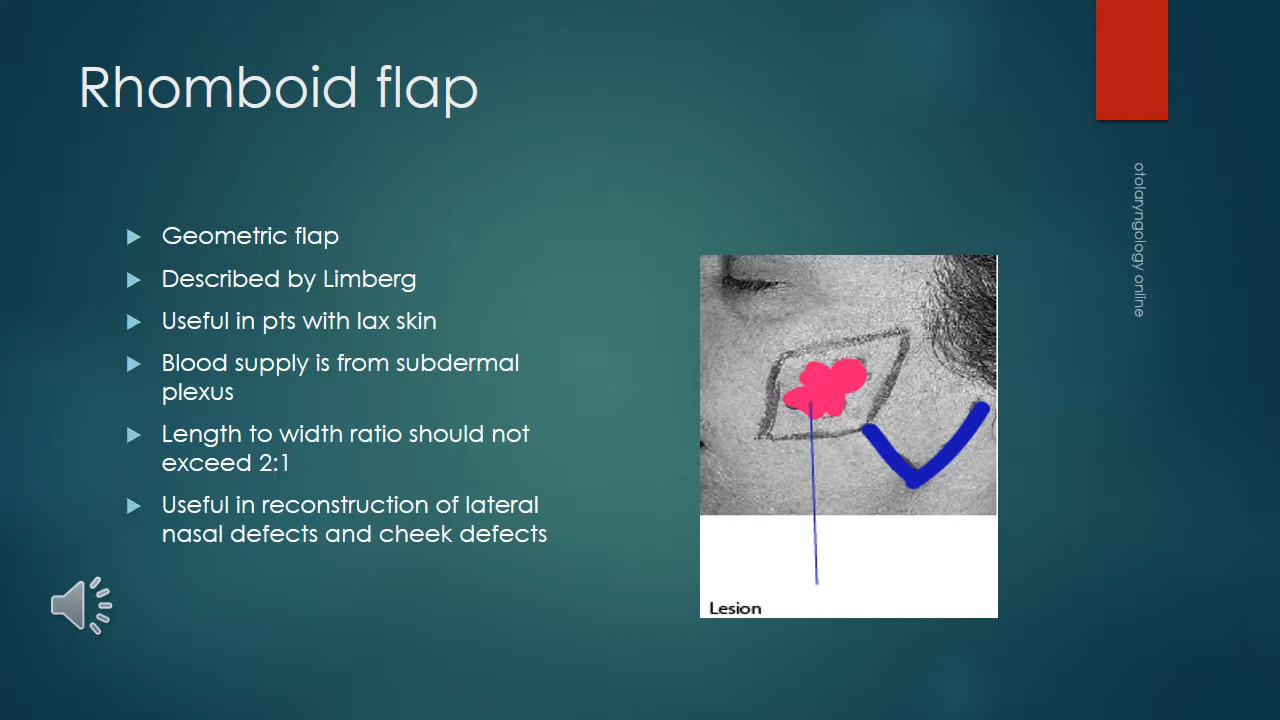 Rhomboid flap
Geometric flap
Described by Limberg
Useful in pts with lax skin
Blood supply is from subdermal
plexus
Length to width ratio should not
exceed 2:1
Useful in reconstruction of lateral
nasal defects and cheek defects
Lesion
otolaryngology online